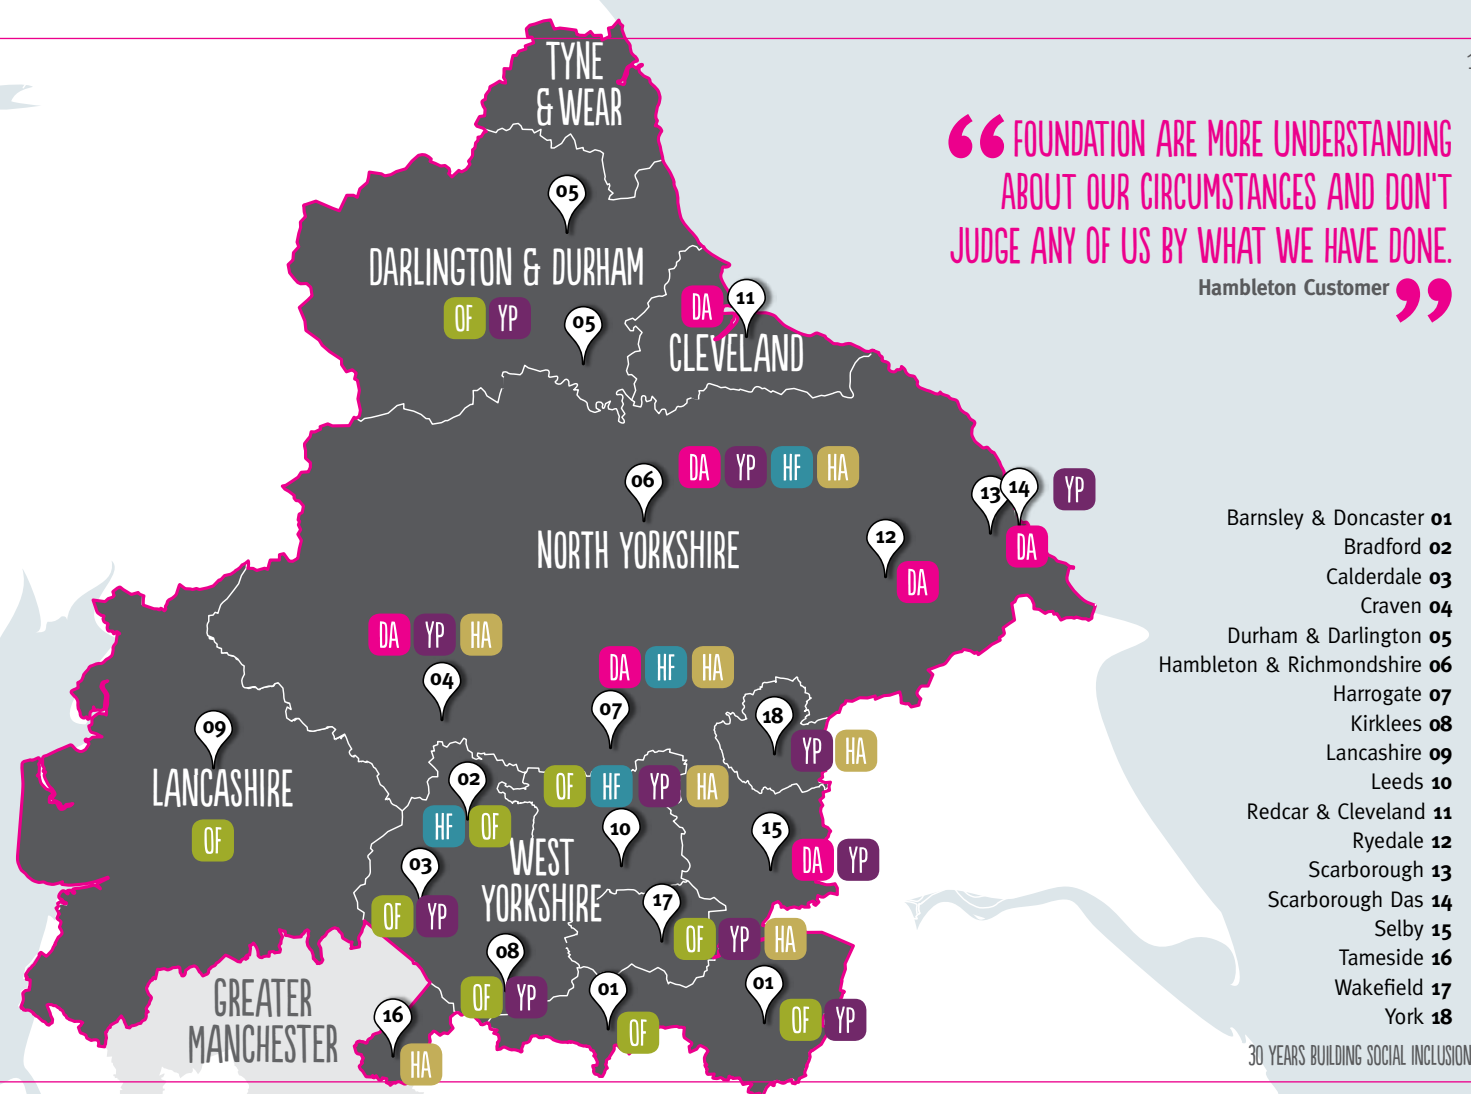 TYNE
& WEAR
1
“ FOUNDATION ARE MORE UNDERSTANDING
ABOUT OUR CIRCUMSTANCES AND DON'T
JUDGE ANY OF US BY WHAT WE HAVE DONE.
Hambleton Customer ”
05
DARLINGTON & DURHAM
OF YP
05
DA 11
CLEVELAND
06
DA YP HF HA
NORTH YORKSHIRE
12
DA
13 14 YP
DA
DA YP HA
04
DA HF HA
07
18
YP HA
09
LANCASHIRE
OF
02
HF OF
OF HF YP HA
10
15
DA YP
WEST
YORKSHIRE
03
OF YP
17
OF YP HA
08
OF YP
01
OF
01
OF YP
GREATER
MANCHESTER
16
HA
Barnsley & Doncaster 01
Bradford 02
Calderdale 03
Craven 04
Durham & Darlington 05
Hambleton & Richmondshire 06
Harrogate 07
Kirklees 08
Lancashire 09
Leeds 10
Redcar & Cleveland 11
Ryedale 12
Scarborough 13
Scarborough Das 14
Selby 15
Tameside 16
Wakefield 17
York 18
30 YEARS BUILDING SOCIAL INCLUSION